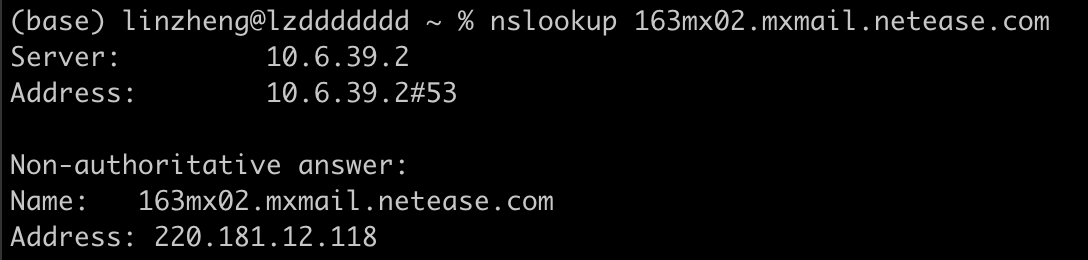 (base) linzheng@lzddddddd ~ % nslookup 163mx02.mxmail.netease.com
Server: 10.6.39.2
Address: 10.6.39.2#53
Non-authoritative answer:
Name: 163mx02.mxmail.netease.com
Address: 220.181.12.118